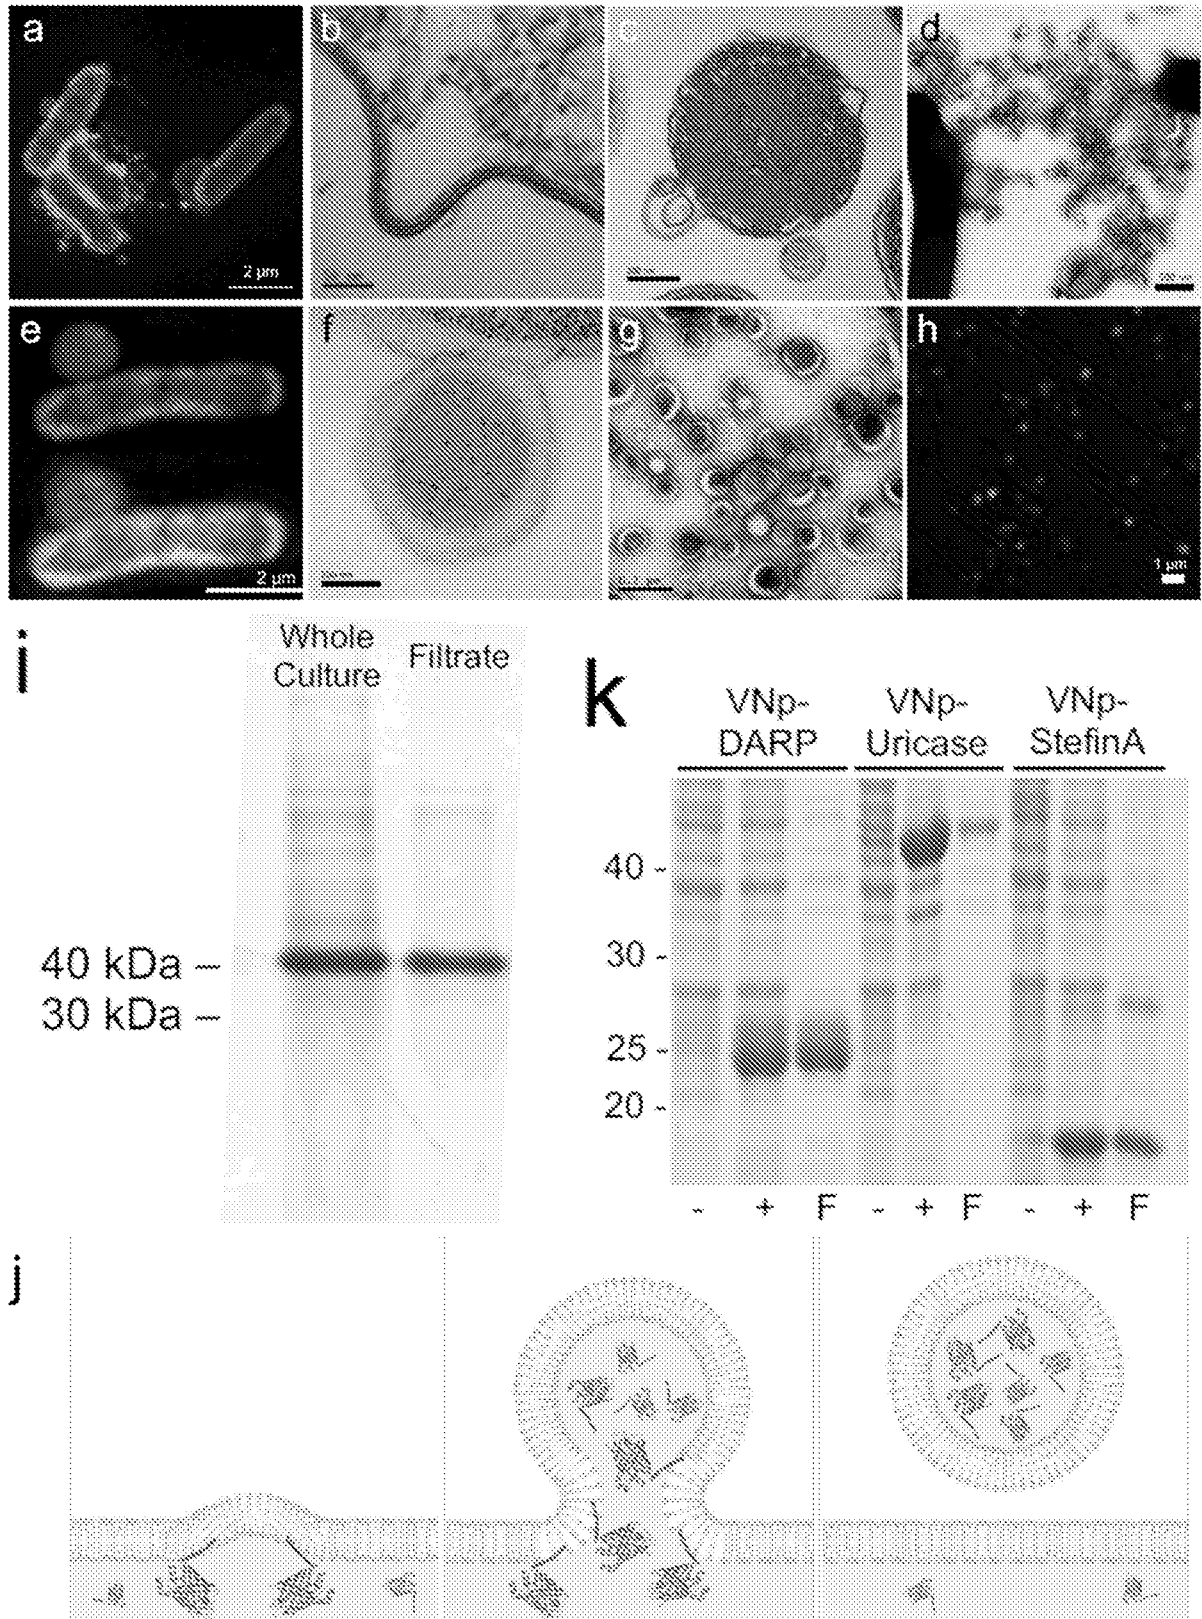 a
b
c
d
2 µm
e
f
g
h
2 µm
1 µm
i
Whole
Culture
Filtrate
40 kDa –
30 kDa –
k
VNp-
DARP
VNp-
Uricase
VNp-
StefinA
40 -
30 -
25 -
20 -
- + F - + F - + F
j